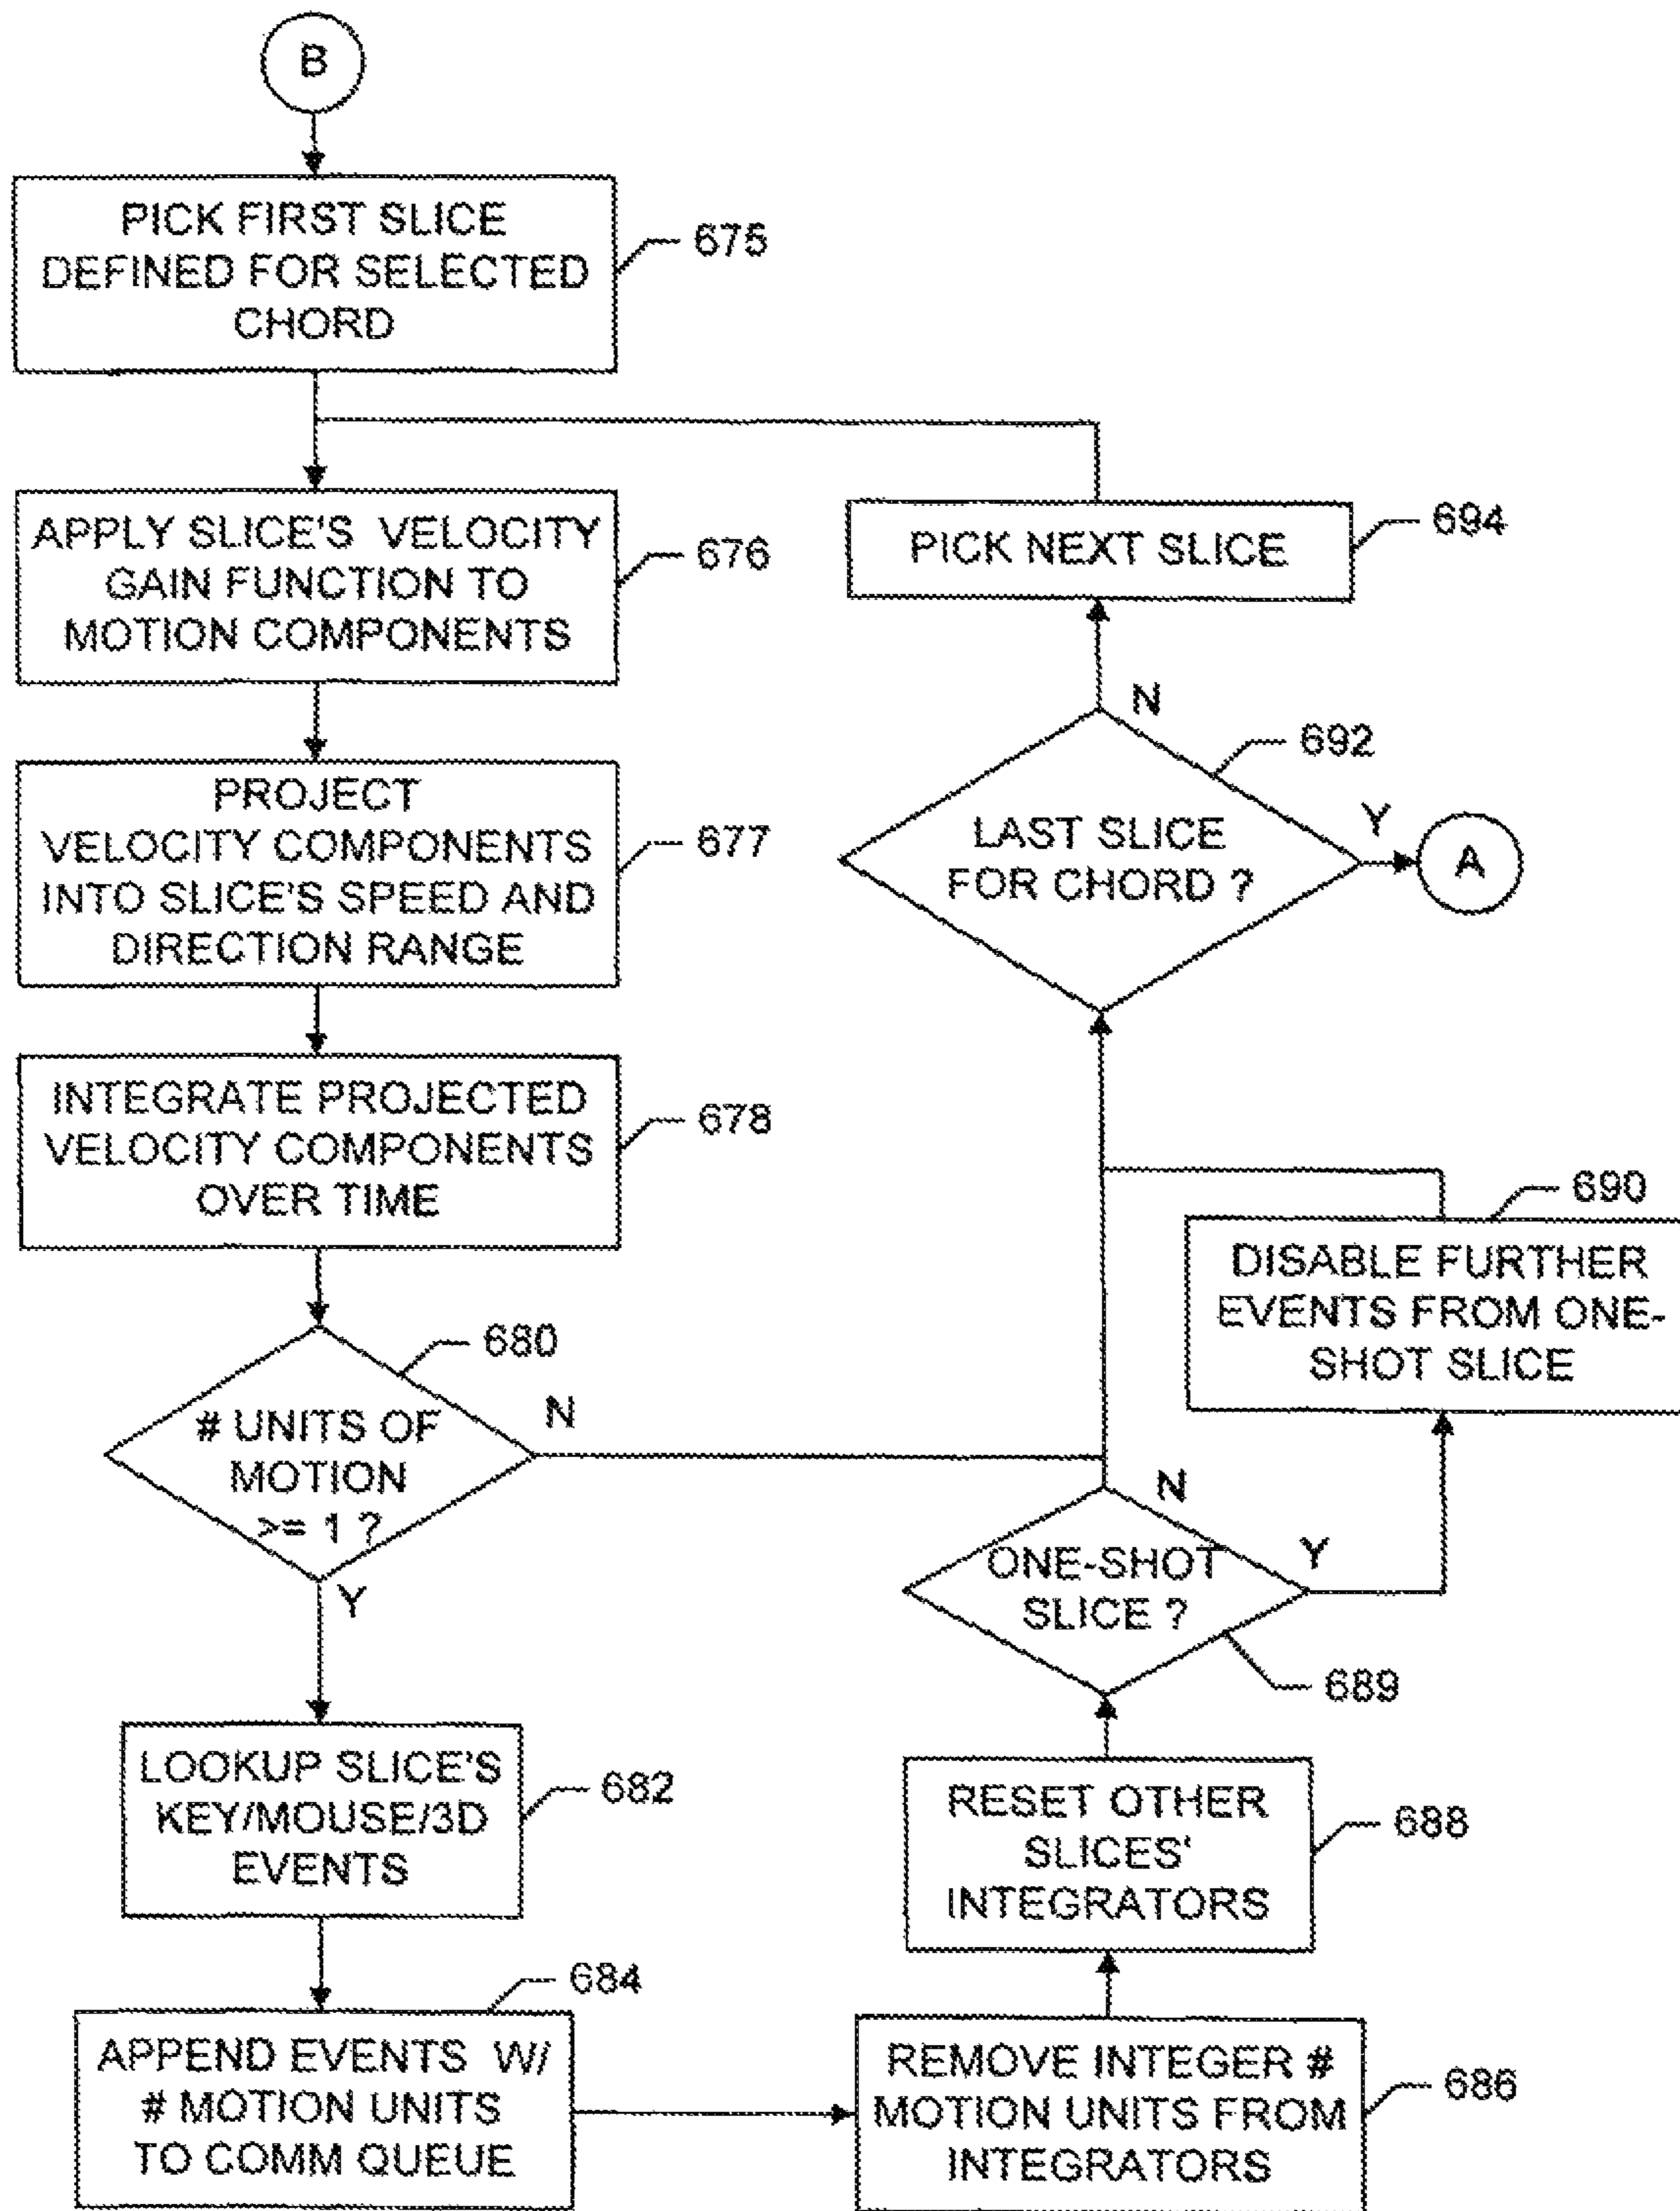 B
PICK FIRST SLICE
DEFINED FOR SELECTED
CHORD
675
APPLY SLICE'S VELOCITY
GAIN FUNCTION TO
MOTION COMPONENTS
676
PROJECT
VELOCITY COMPONENTS
INTO SLICE'S SPEED AND
DIRECTION RANGE
677
INTEGRATE PROJECTED
VELOCITY COMPONENTS
OVER TIME
678
# UNITS OF
MOTION
>= 1 ?
680
N
Y
LOOKUP SLICE'S
KEY/MOUSE/3D
EVENTS
682
APPEND EVENTS W/
# MOTION UNITS
TO COMM QUEUE
684
REMOVE INTEGER #
MOTION UNITS FROM
INTEGRATORS
686
RESET OTHER
SLICES'
INTEGRATORS
688
ONE-SHOT
SLICE ?
689
N
Y
DISABLE FURTHER
EVENTS FROM ONE-
SHOT SLICE
690
LAST SLICE
FOR CHORD ?
692
N
Y
A
PICK NEXT SLICE
694